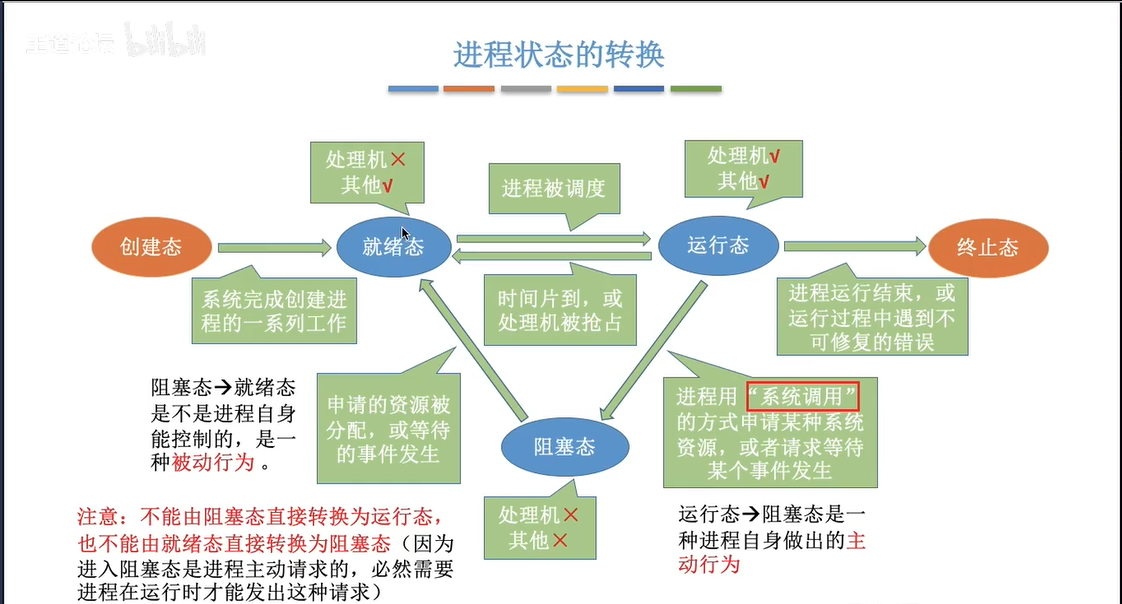 王道论坛 bilibili
进程状态的转换
处理机×
其他√
进程被调度
处理机√
其他√
创建态
就绪态
运行态
终止态
系统完成创建进
程的一系列工作
时间片到，或
处理机被抢占
进程运行结束，或
运行过程中遇到不
可修复的错误
阻塞态→就绪态
是不是进程自身
能控制的，是一
种被动行为 。
申请的资源被
分配，或等待
的事件发生
进程用“系统调用”
的方式申请某种系统
资源，或者请求等待
某个事件发生
阻塞态
处理机×
其他×
运行态→阻塞态是一
种进程自身做出的主
动行为
注意：不能由阻塞态直接转换为运行态，
也不能由就绪态直接转换为阻塞态（因为
进入阻塞态是进程主动请求的，必然需要
进程在运行时才能发出这种请求）